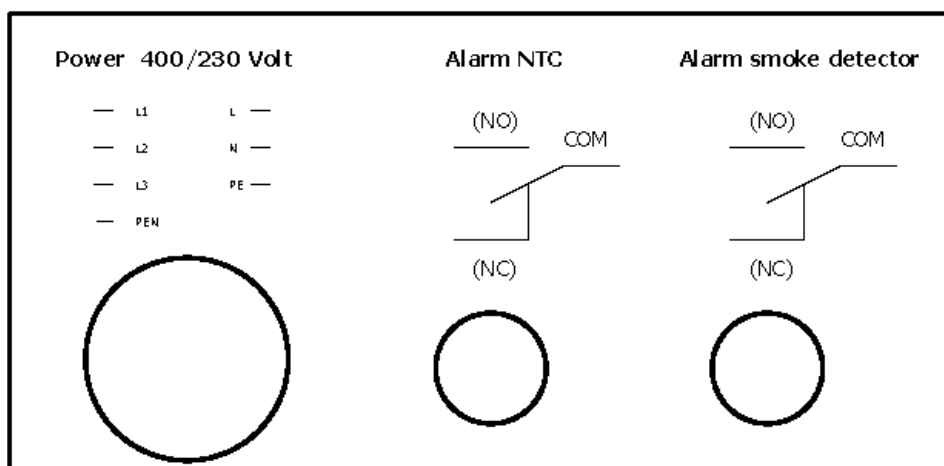 Power 400/230 Volt
L1 L
L2 N
L3 PE
PEN
Alarm NTC
(NO)
COM
(NC)
Alarm smoke detector
(NO)
COM
(NC)